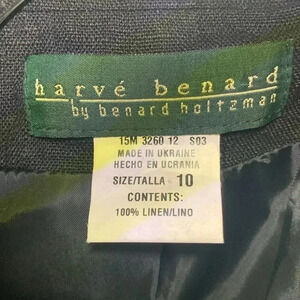 harvé benard
by benard holtzman
15M 3260 12 S03
MADE IN UKRAINE
HECHO EN UCRANIA
SIZE/TALLA - 10
CONTENTS:
100% LINEN/LINO